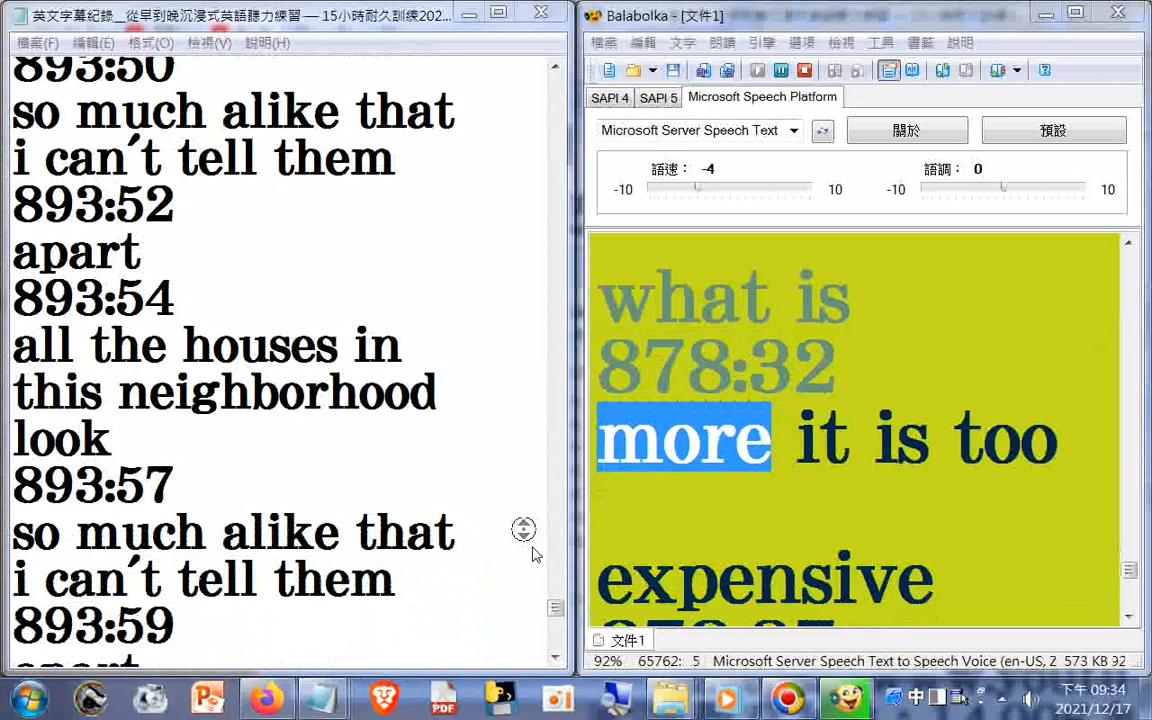 英文字幕紀錄__從早到晚沉浸式英語聽力練習 — 15小時耐久訓練202...
檔案(F) 編輯(E) 格式(O) 檢視(V) 說明(H)
893:50
so much alike that
i can't tell them
893:52
apart
893:54
all the houses in
this neighborhood
look
893:57
so much alike that
i can't tell them
893:59
apart
Balabolka - [文件1]
檔案 編輯 文字 朗讀 引擎 選項 檢視 工具 書籤 說明
SAPI 4 SAPI 5 Microsoft Speech Platform
Microsoft Server Speech Text 關於 預設
語速： -4 語調： 0
-10 10 -10 10
what is
878:32
more it is too
expensive
文件1
92% 65762: .5 Microsoft Server Speech Text to Speech Voice (en-US, 2 573 KB 92
中
下午 09:34
2021/12/17